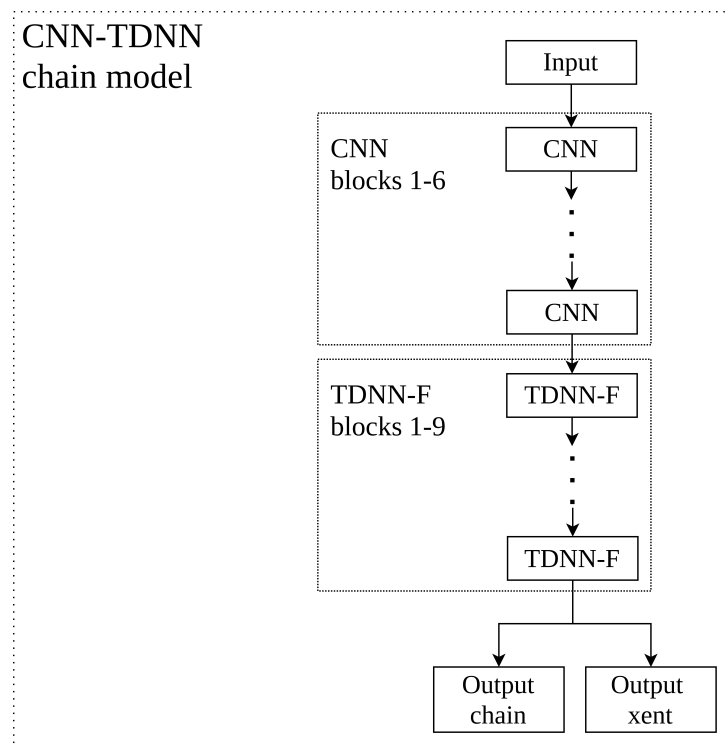 CNN-TDNN
chain model
Input
CNN
blocks 1-6
CNN
CNN
TDNN-F
blocks 1-9
TDNN-F
TDNN-F
Output
chain
Output
xent